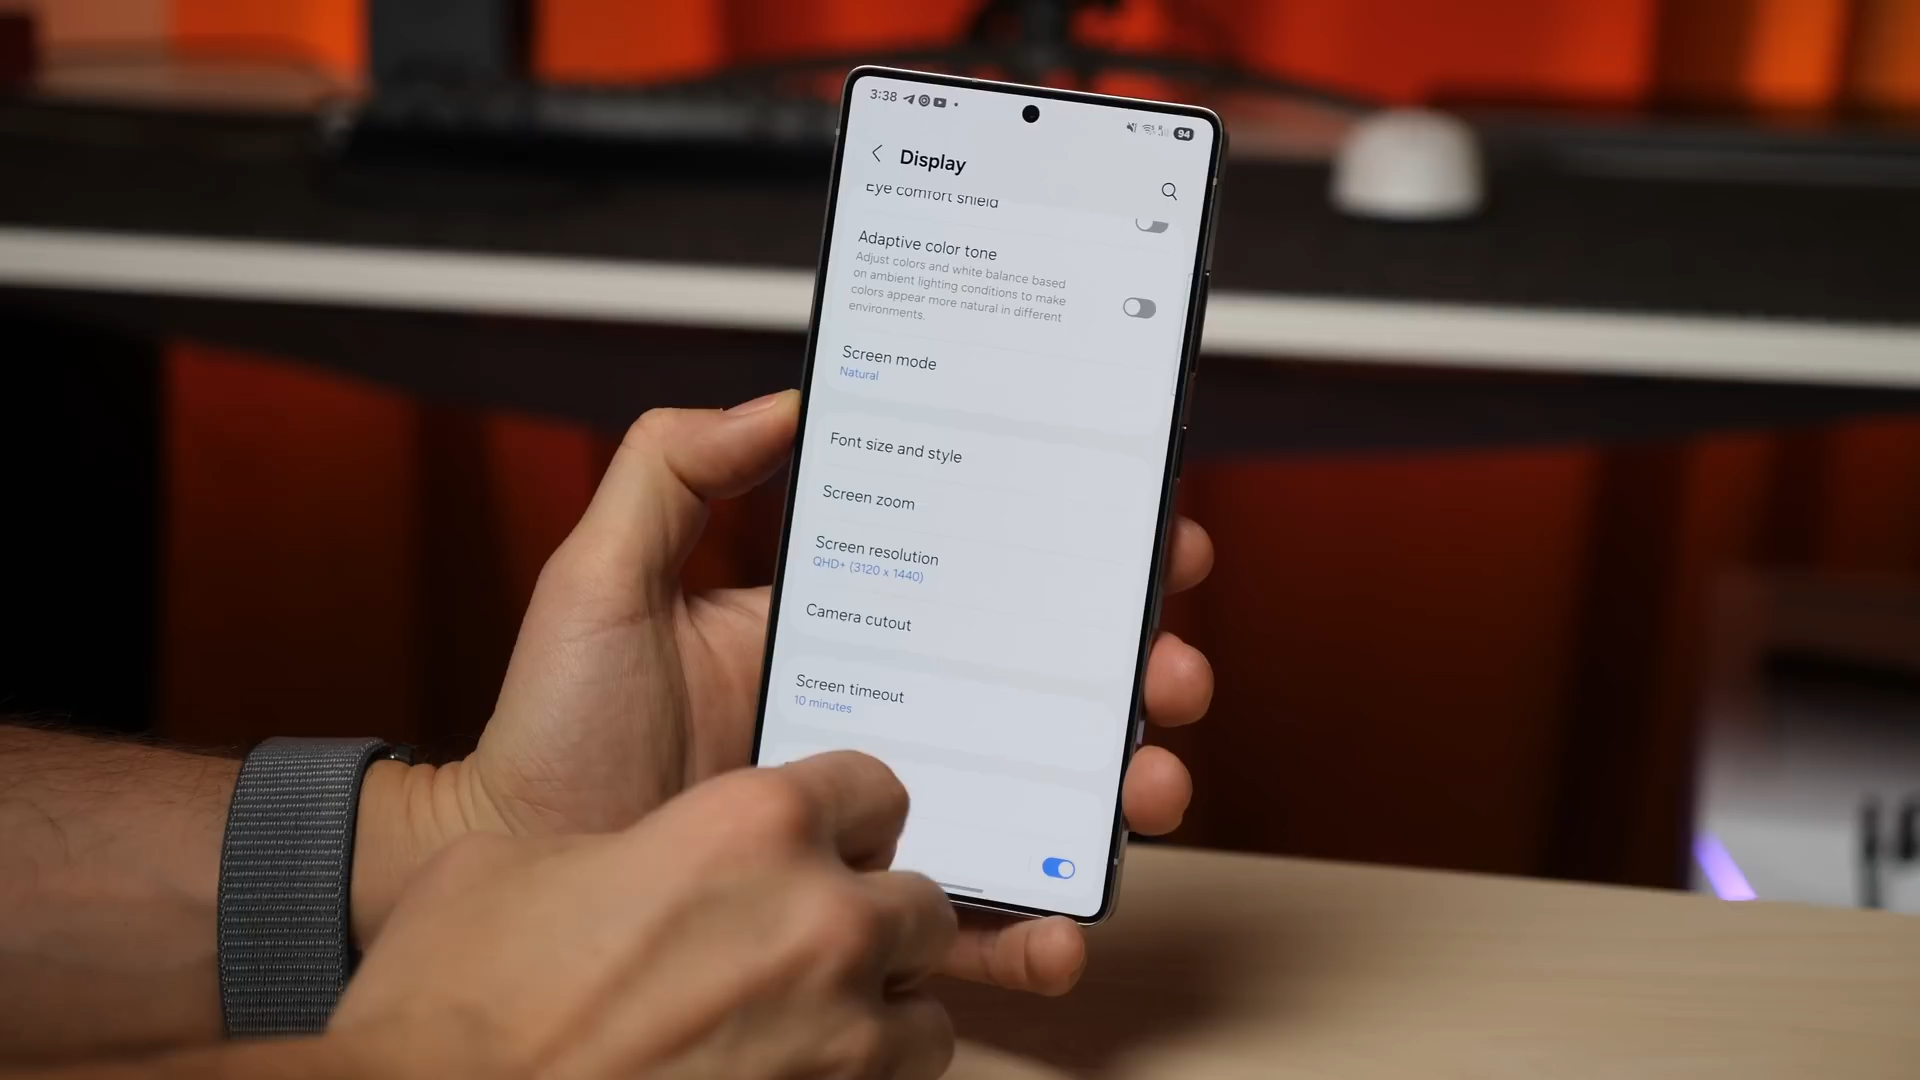 3:38
94
Display
Eye comfort shield
Adaptive color tone
Adjust colors and white balance based
on ambient lighting conditions to make
colors appear more natural in different
environments.
Screen mode
Natural
Font size and style
Screen zoom
Screen resolution
QHD+ (3120 x 1440)
Camera cutout
Screen timeout
10 minutes